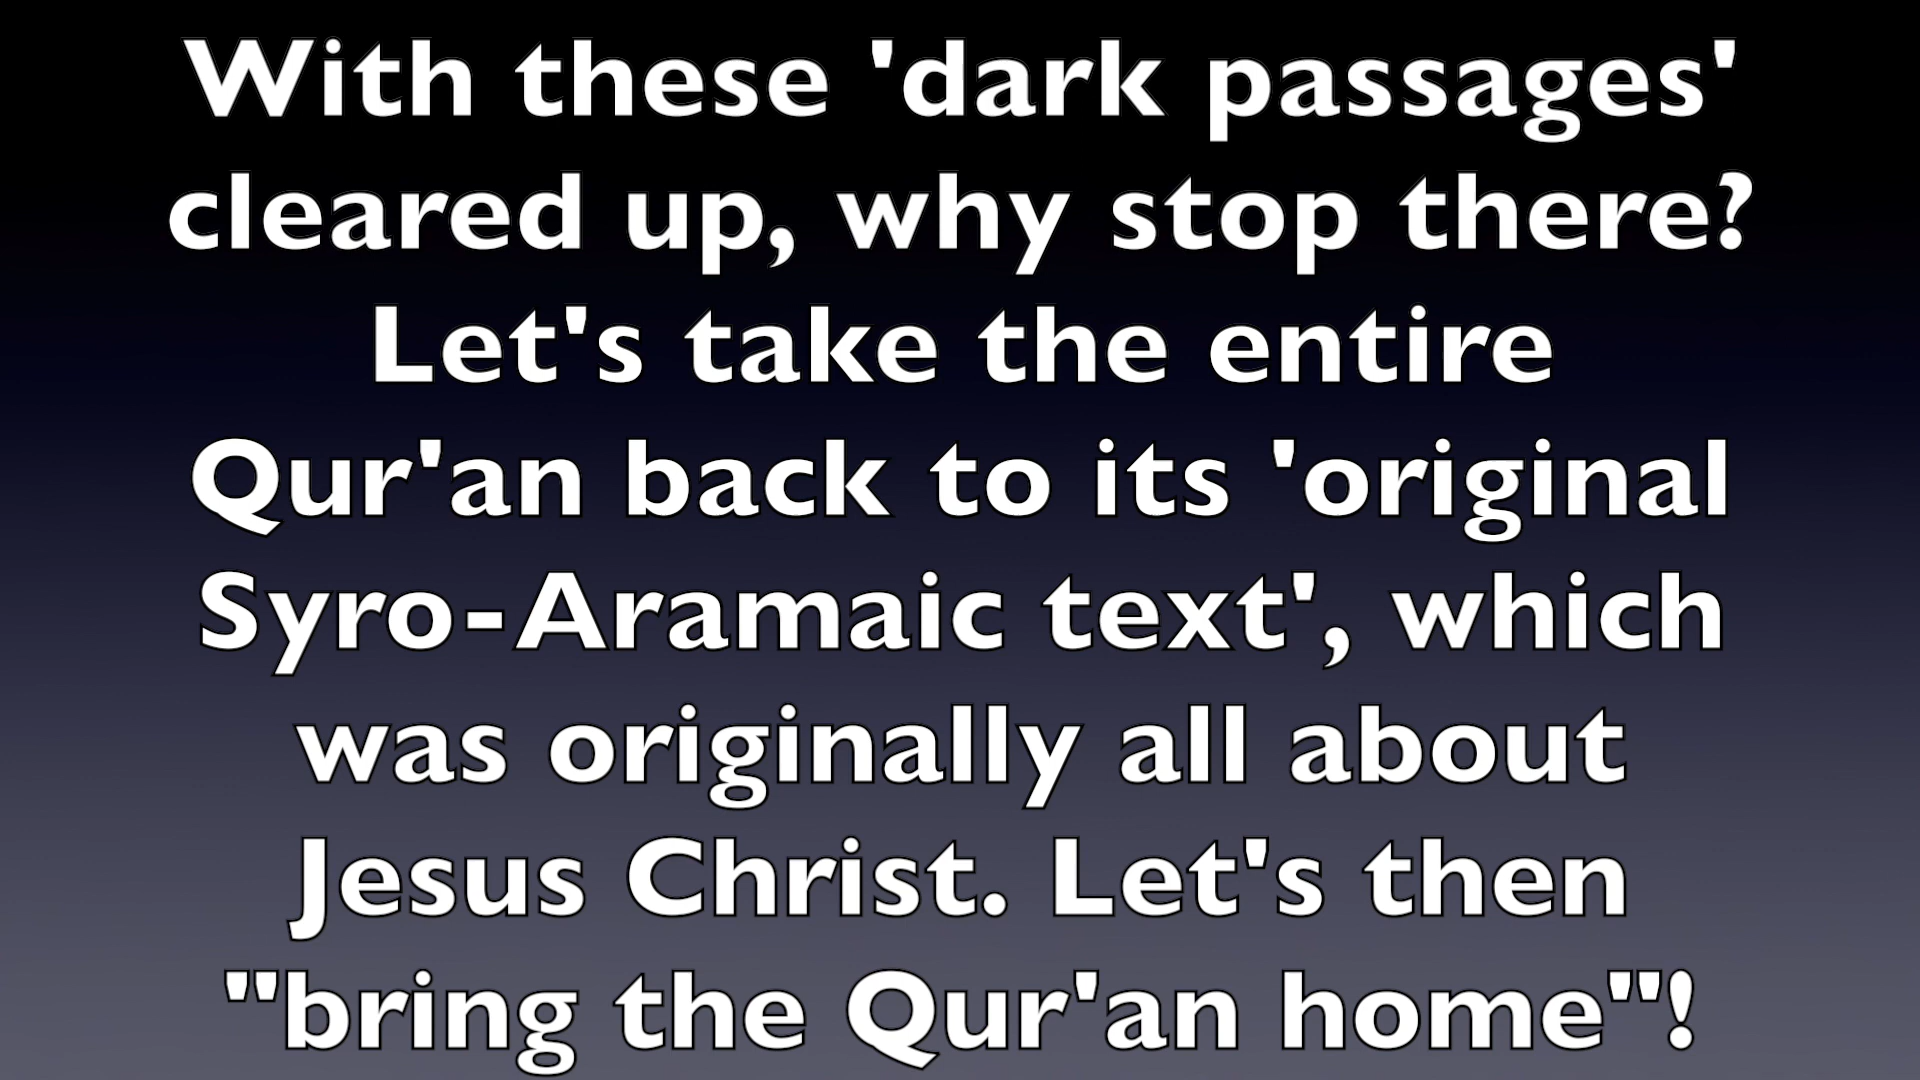 With these 'dark passages'
cleared up, why stop there?
Let's take the entire
Qur'an back to its 'original
Syro-Aramaic text', which
was originally all about
Jesus Christ. Let's then
"bring the Qur'an home"!